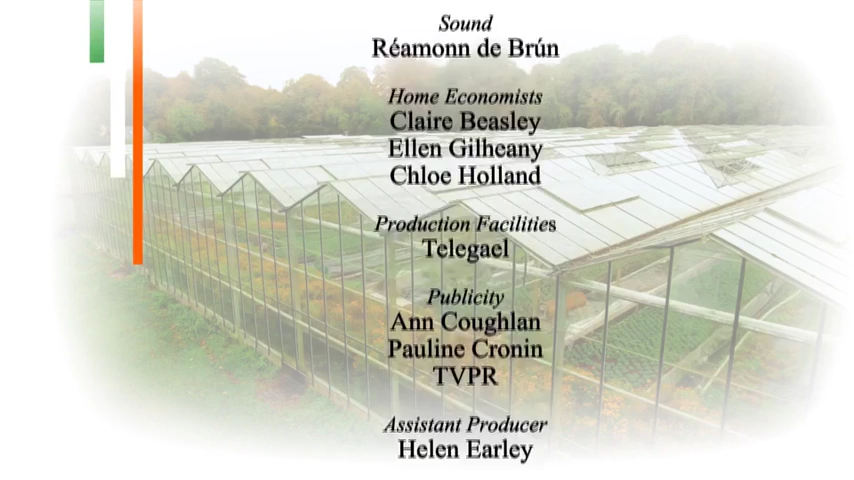 Sound
Réamonn de Brún
Home Economists
Claire Beasley
Ellen Gilheany
Chloe Holland
Production Facilities
Telegael
Publicity
Ann Coughlan
Pauline Cronin
TVPR
Assistant Producer
Helen Earley